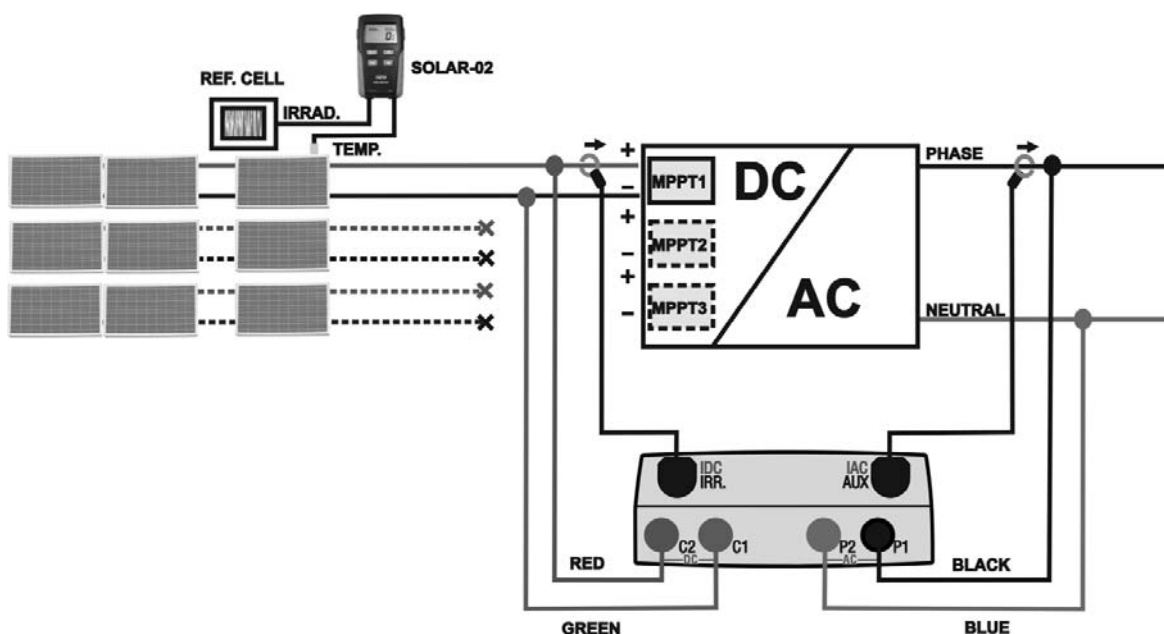 SOLAR-02
REF. CELL
IRRAD.
TEMP.
+
−
+
−
+
−
MPPT1
MPPT2
MPPT3
DC
AC
PHASE
NEUTRAL
IDC
IRR.
IAC
AUX
C2
C1
DC
P2
P1
AC
RED
BLACK
GREEN
BLUE